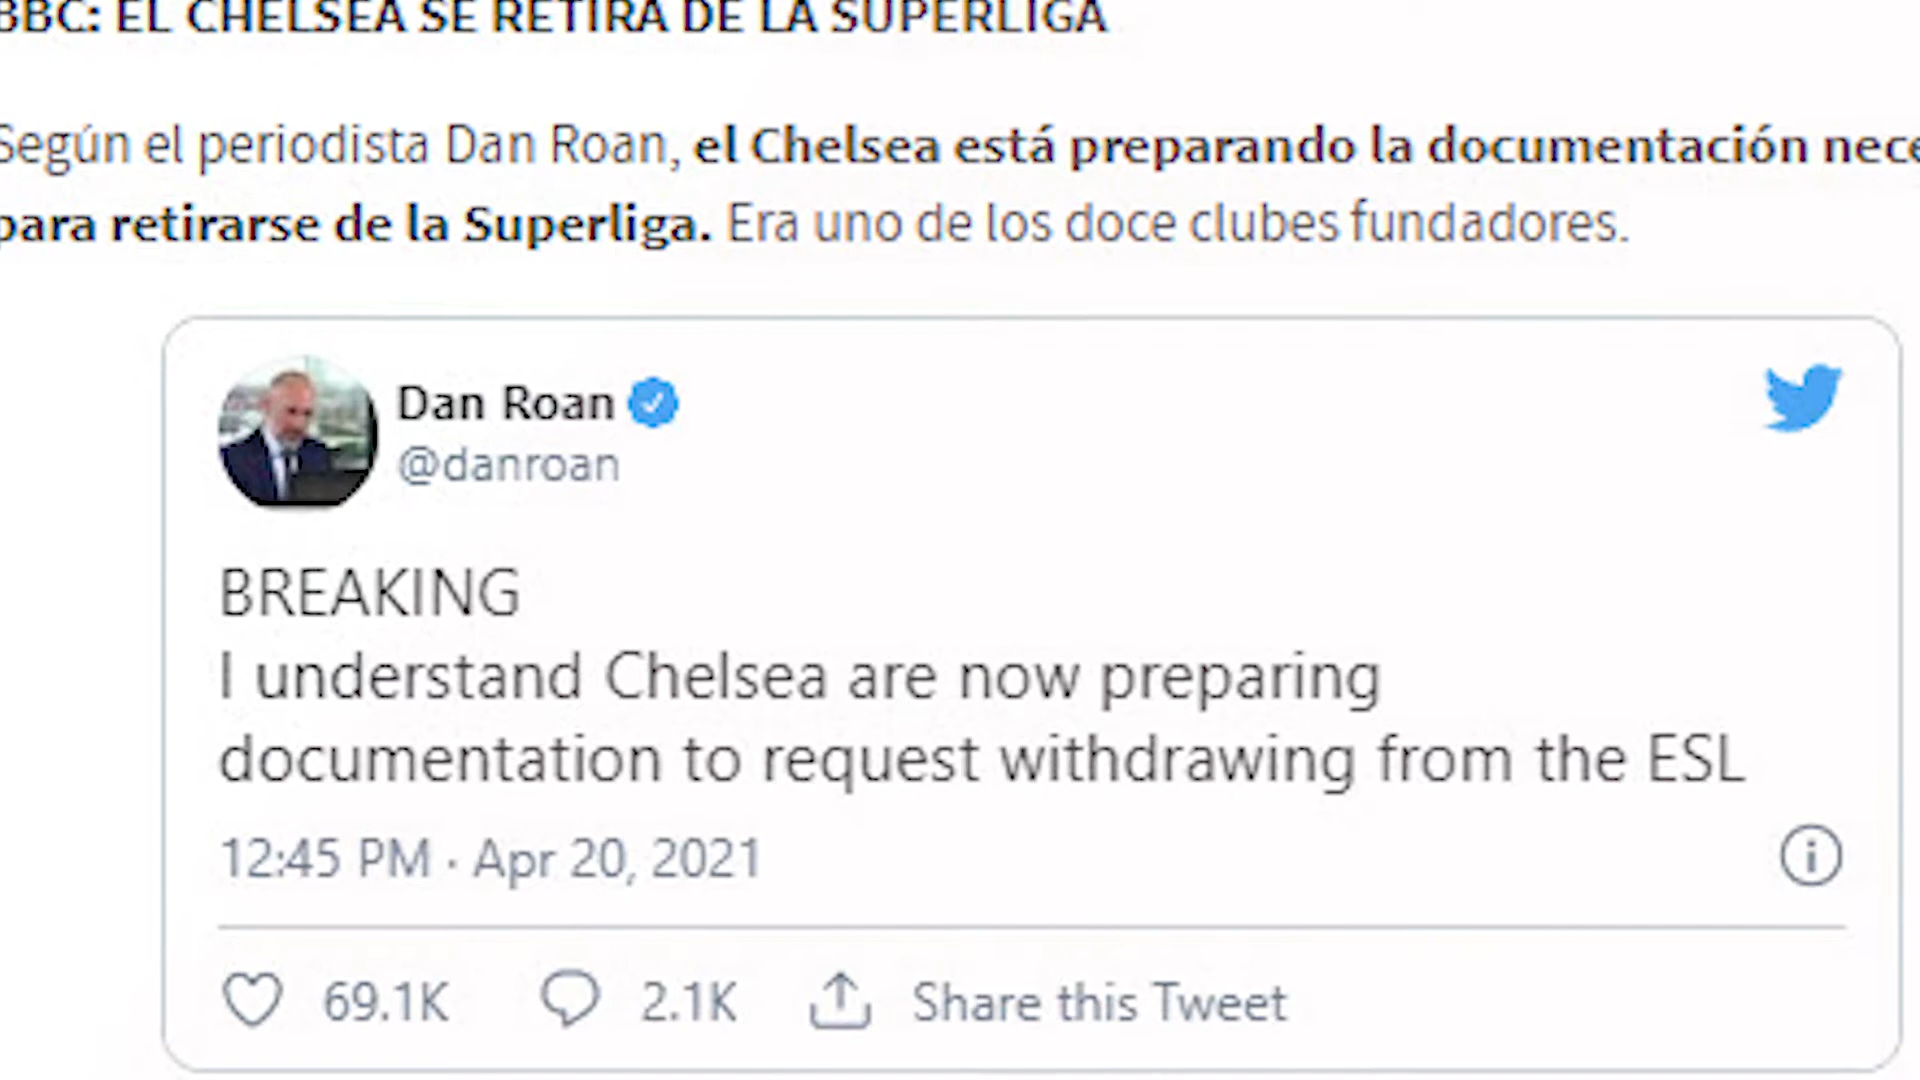 BBC: EL CHELSEA SE RETIRA DE LA SUPERLIGA
Según el periodista Dan Roan, el Chelsea está preparando la documentación
para retirarse de la Superliga. Era uno de los doce clubes fundadores.
Dan Roan
@danroan
BREAKING
I understand Chelsea are now preparing
documentation to request withdrawing from the ESL
12:45 PM · Apr 20, 2021
69.1K 2.1K Share this Tweet